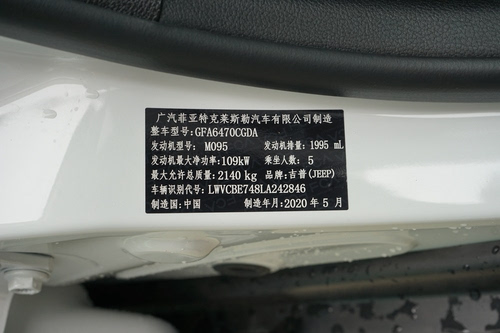 广汽菲亚特克莱斯勒汽车有限公司制造
整车型号: GFA6470CGDA
发动机型号: M095 发动机排量: 1995 mL
发动机最大净功率: 109kW 乘坐人数: 5
最大允许总质量: 2140 kg 品牌: 吉普(JEEP)
车辆识别代号: LWVCBE748LA242846
制造国: 中国 制造年月: 2020 年 5 月